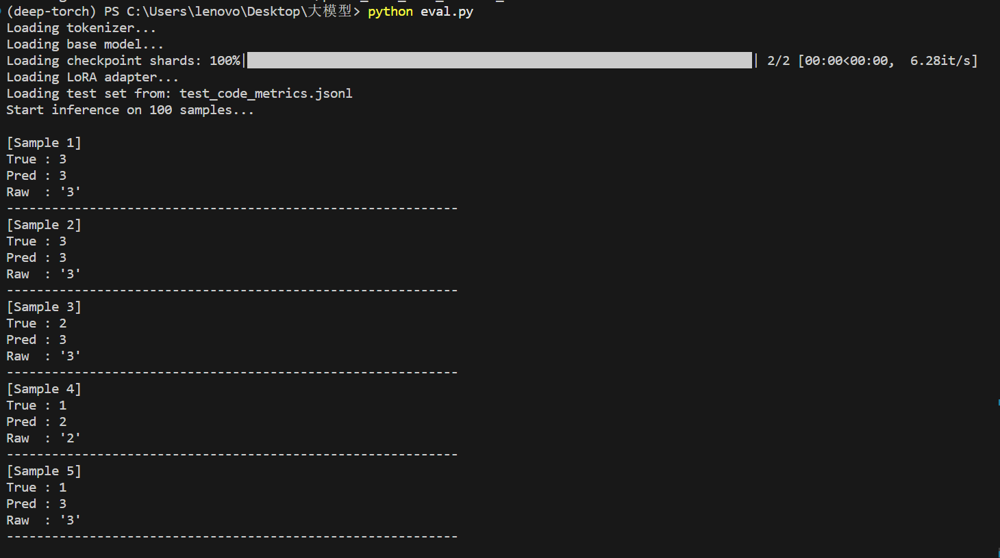 (deep-torch) PS C:\Users\lenovo\Desktop\大模型> python eval.py
Loading tokenizer...
Loading base model...
Loading checkpoint shards: 100%|██████████| 2/2 [00:00<00:00,  6.28it/s]
Loading LoRA adapter...
Loading test set from: test_code_metrics.jsonl
Start inference on 100 samples...
[Sample 1]
True : 3
Pred : 3
Raw  : '3'
------------------------------------------------------------
[Sample 2]
True : 3
Pred : 3
Raw  : '3'
------------------------------------------------------------
[Sample 3]
True : 2
Pred : 3
Raw  : '3'
------------------------------------------------------------
[Sample 4]
True : 1
Pred : 2
Raw  : '2'
------------------------------------------------------------
[Sample 5]
True : 1
Pred : 3
Raw  : '3'
------------------------------------------------------------